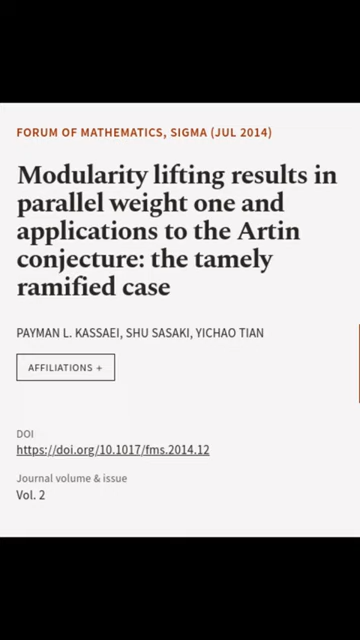 FORUM OF MATHEMATICS, SIGMA (JUL 2014)
Modularity lifting results in
parallel weight one and
applications to the Artin
conjecture: the tamely
ramified case
PAYMAN L. KASSAEI, SHU SASAKI, YICHAO TIAN
AFFILIATIONS +
DOI
https://doi.org/10.1017/fms.2014.12
Journal volume & issue
Vol. 2